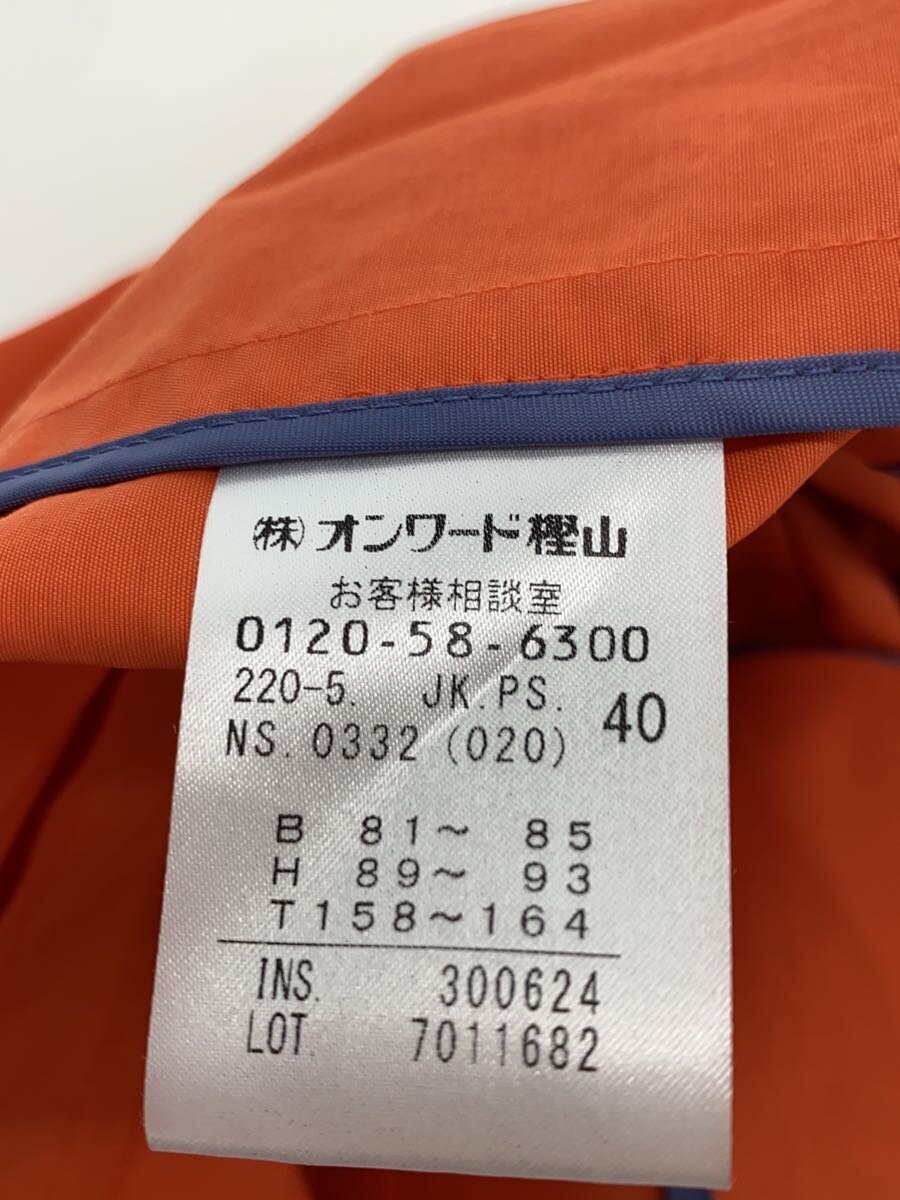 ㈱オンワード樫山
お客様相談室
0120-58-6300
220-5. JK.PS. 40
NS. 0332 (020)
B 81~ 85
H 89~ 93
T158~164
INS. 300624
LOT. 7011682